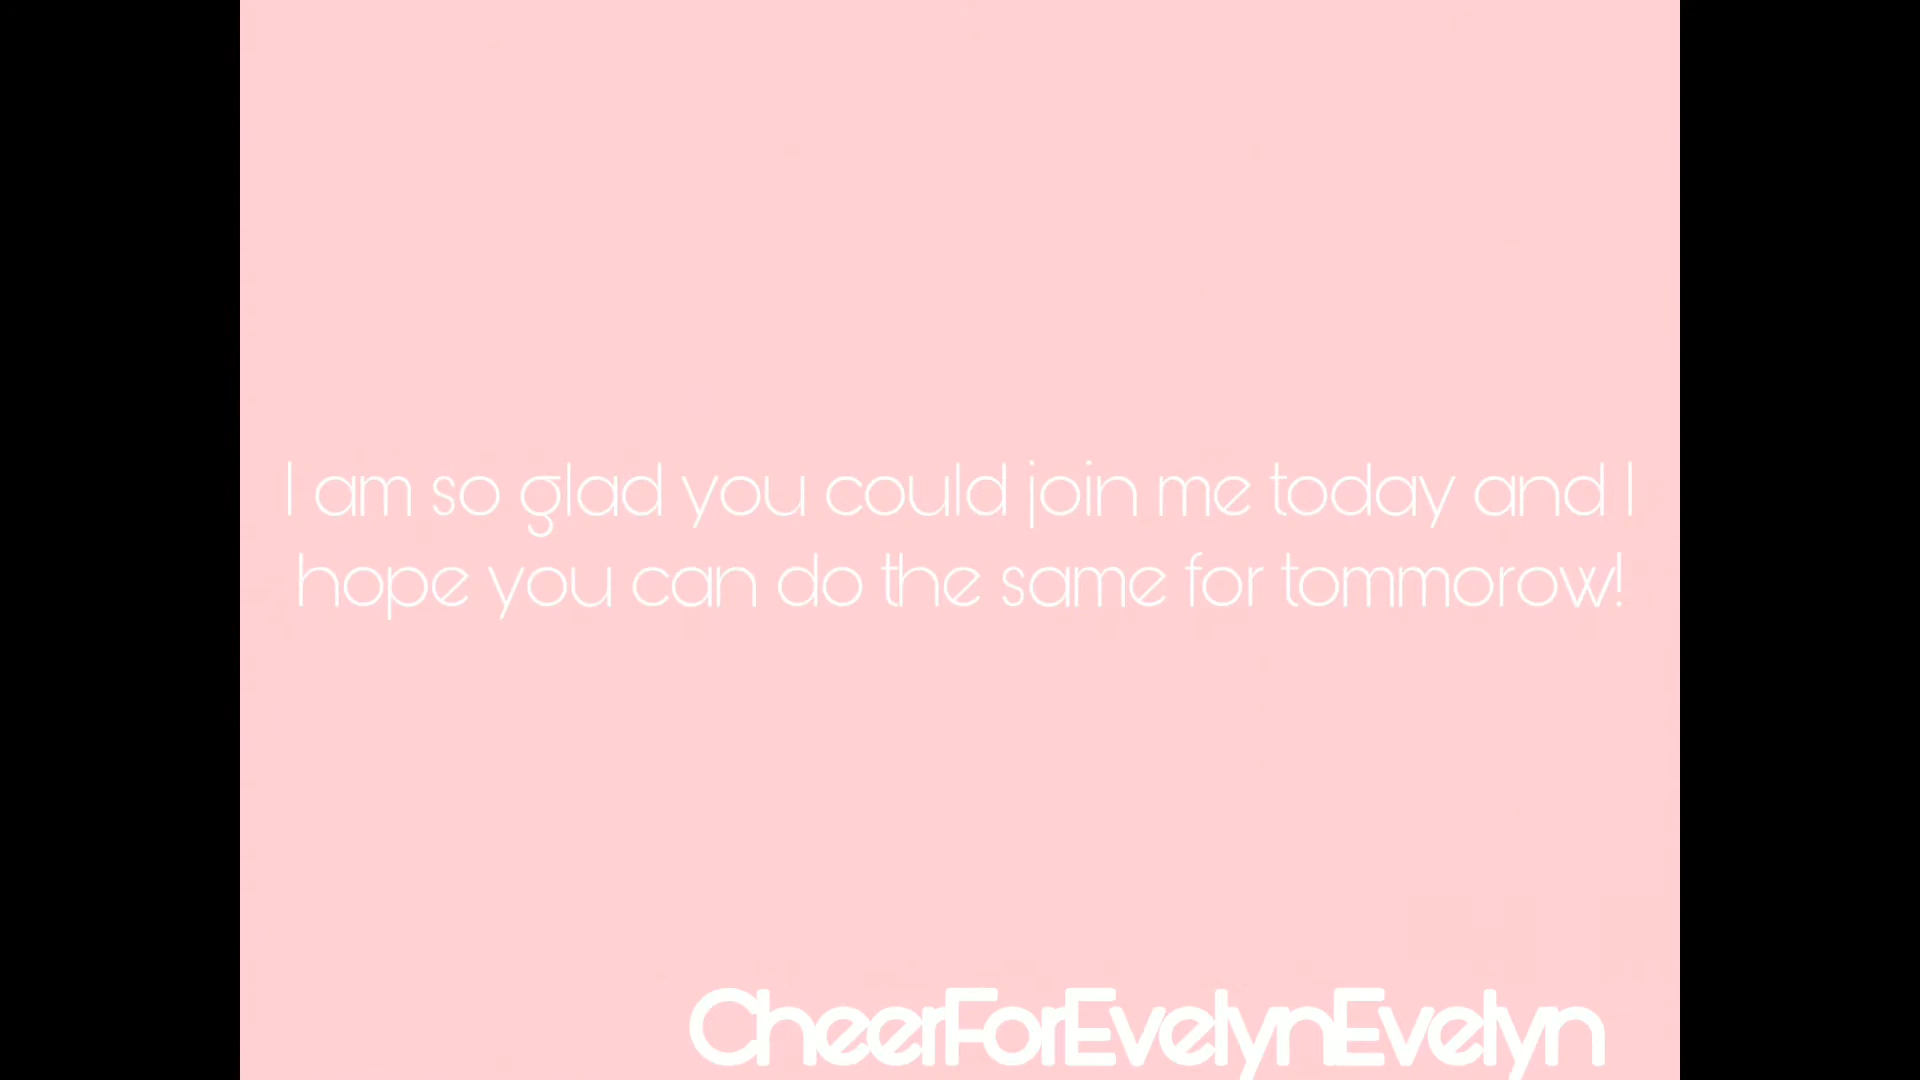 I am so glad you could join me today and I
hope you can do the same for tommorow!
CheerForEvelynEvelyn